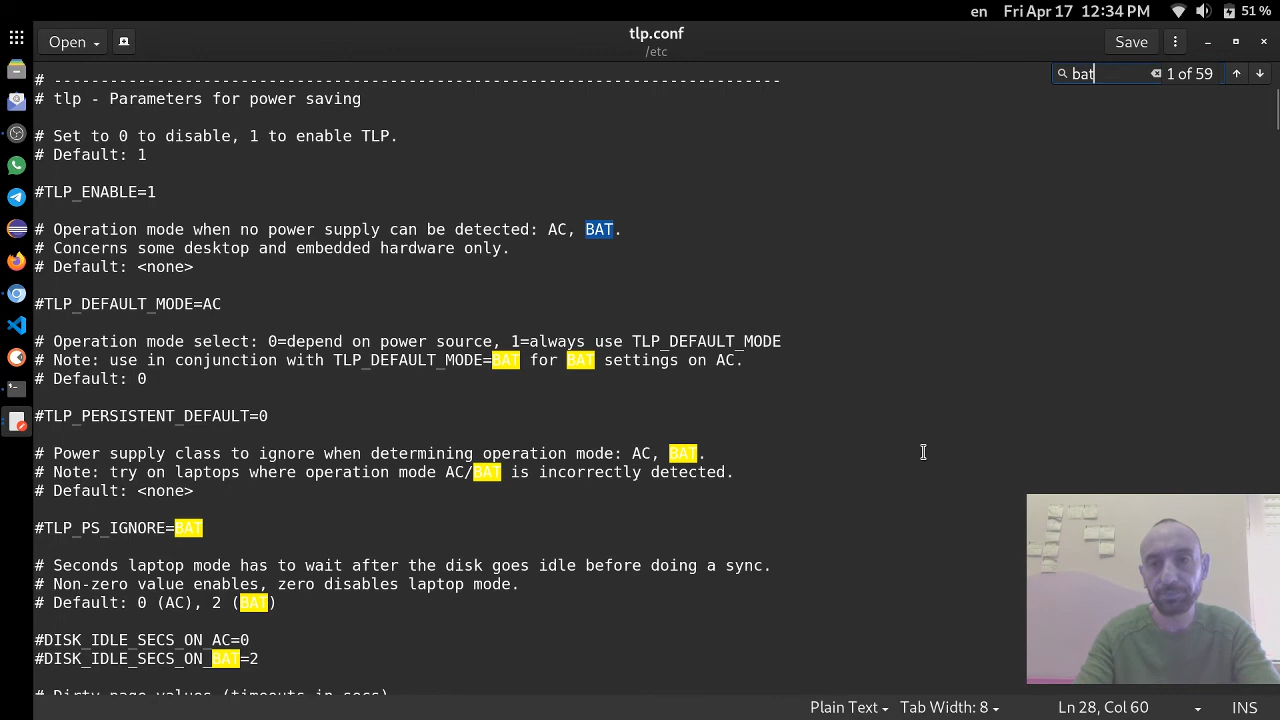 en Fri Apr 17 12:34 PM 51 %
Open tlp.conf Save
/etc
bat 1 of 59
# ------------------------------------------------------------------------------
# tlp - Parameters for power saving
# Set to 0 to disable, 1 to enable TLP.
# Default: 1
#TLP_ENABLE=1
# Operation mode when no power supply can be detected: AC, BAT.
# Concerns some desktop and embedded hardware only.
# Default: <none>
#TLP_DEFAULT_MODE=AC
# Operation mode select: 0=depend on power source, 1=always use TLP_DEFAULT_MODE
# Note: use in conjunction with TLP_DEFAULT_MODE=BAT for BAT settings on AC.
# Default: 0
#TLP_PERSISTENT_DEFAULT=0
# Power supply class to ignore when determining operation mode: AC, BAT.
# Note: try on laptops where operation mode AC/BAT is incorrectly detected.
# Default: <none>
#TLP_PS_IGNORE=BAT
# Seconds laptop mode has to wait after the disk goes idle before doing a sync.
# Non-zero value enables, zero disables laptop mode.
# Default: 0 (AC), 2 (BAT)
#DISK_IDLE_SECS_ON_AC=0
#DISK_IDLE_SECS_ON_BAT=2
# Dirty page values (timeouts in secs)
Plain Text Tab Width: 8 Ln 28, Col 60 INS